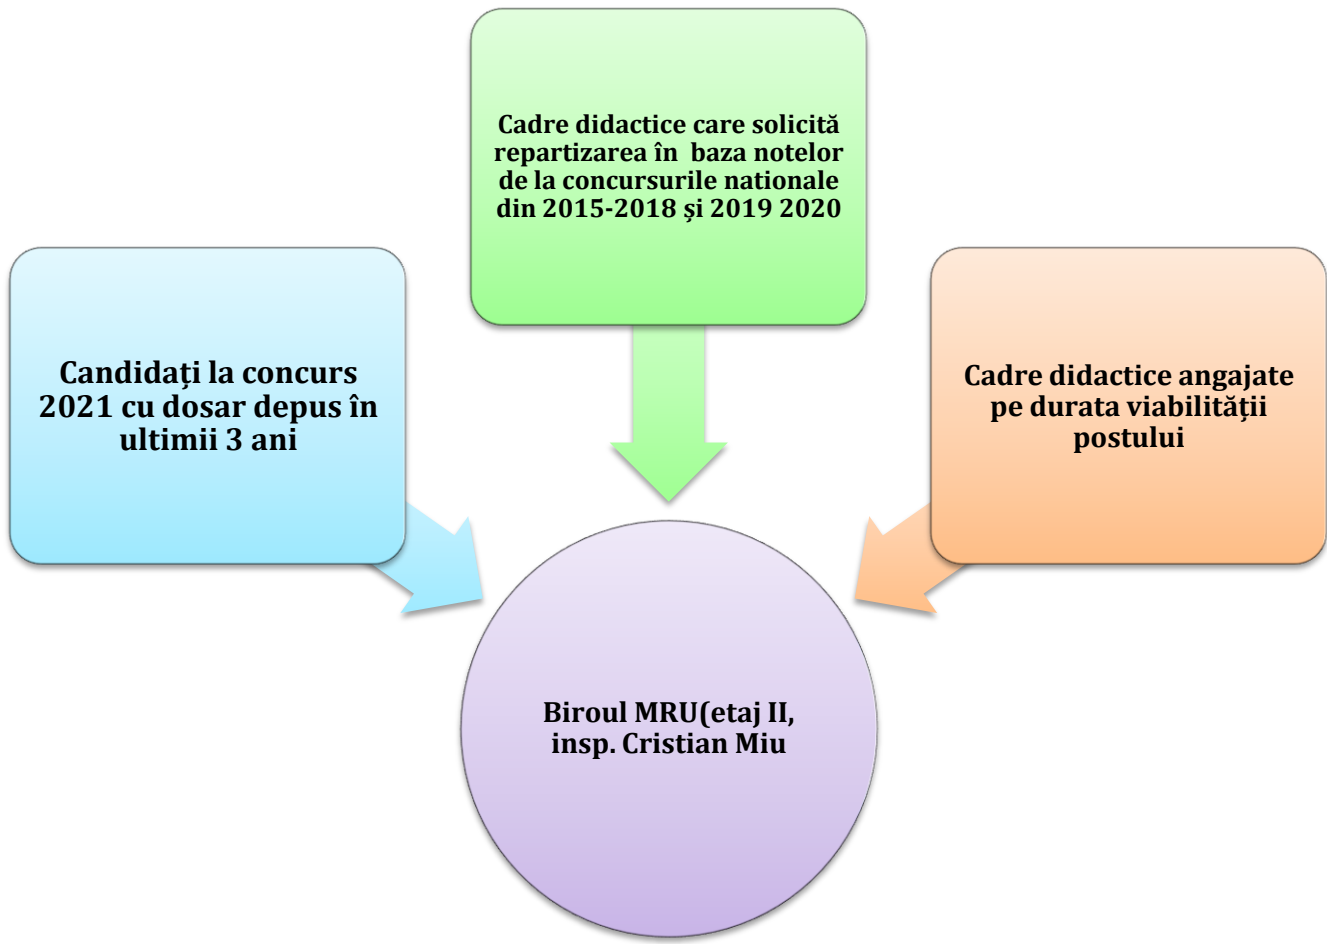 Cadre didactice care solicită
repartizarea în  baza notelor
de la concursurile nationale
din 2015-2018 și 2019 2020
Candidați la concurs
2021 cu dosar depus în
ultimii 3 ani
Cadre didactice angajate
pe durata viabilității
postului
Biroul MRU(etaj II,
insp. Cristian Miu